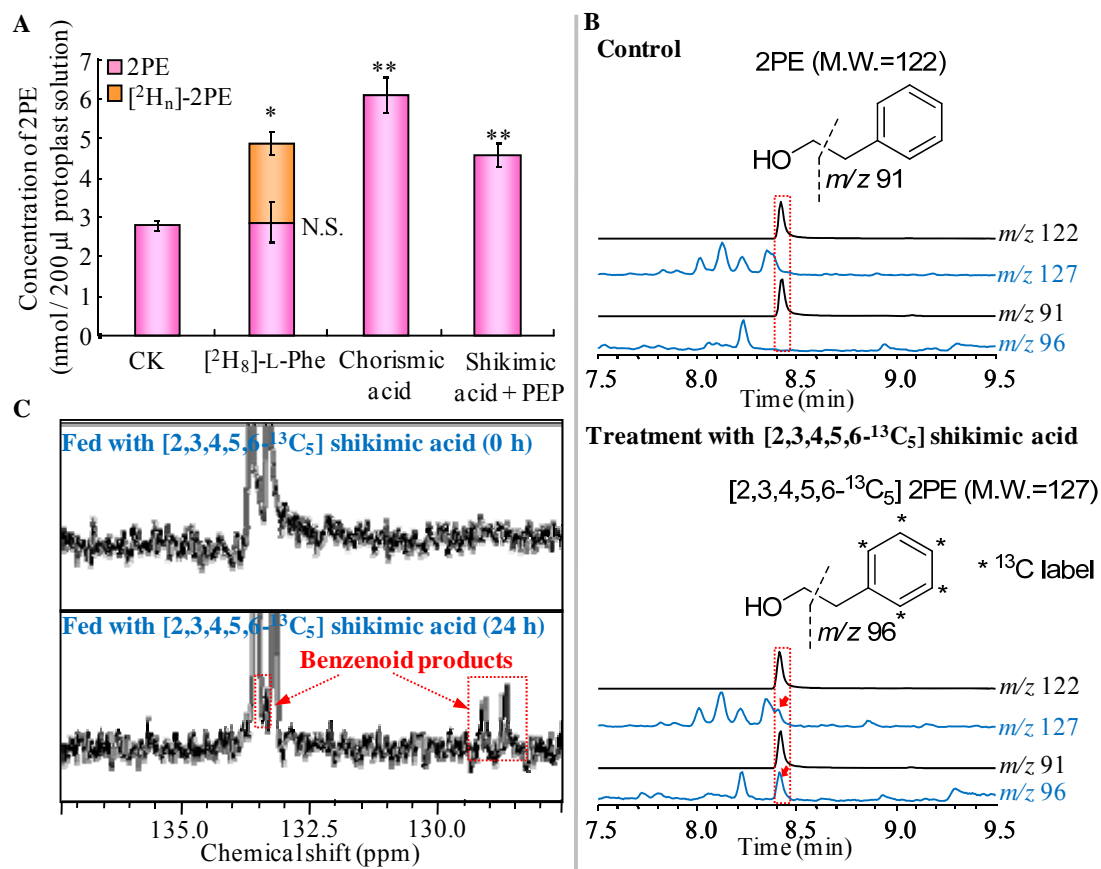 A
Concentration of 2PE
(nmol/ 200 μl protoplast solution)
7
6
5
4
3
2
1
0
2PE
[²Hₙ]-2PE
*
N.S.
**
**
CK
[²H₈]-L-Phe
Chorismic
acid
Shikimic
acid + PEP
B
Control
2PE (M.W.=122)
HO
m/z 91
m/z 122
m/z 127
m/z 91
m/z 96
7.5 8.0 8.5 9.0 9.5
Time (min)
Treatment with [2,3,4,5,6-¹³C₅] shikimic acid
[2,3,4,5,6-¹³C₅] 2PE (M.W.=127)
*
* *
* ¹³C label
*
HO
m/z 96 *
m/z 122
m/z 127
m/z 91
m/z 96
7.5 8.0 8.5 9.0 9.5
Time (min)
C
Fed with [2,3,4,5,6-¹³C₅] shikimic acid (0 h)
Fed with [2,3,4,5,6-¹³C₅] shikimic acid (24 h)
Benzenoid products
135.0 132.5 130.0
Chemical shift (ppm)